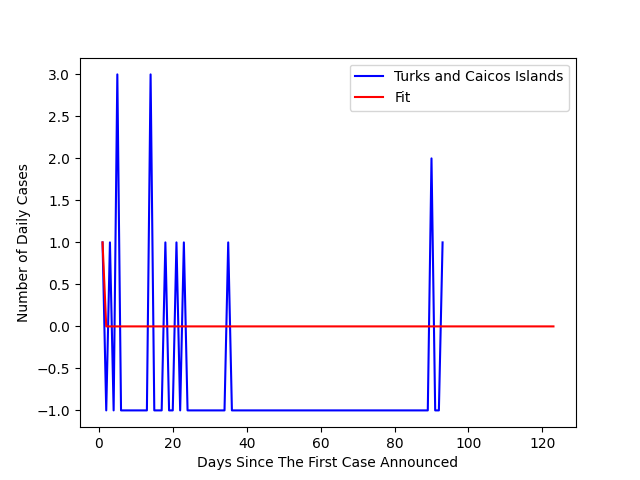 Turks and Caicos Islands
Fit
Number of Daily Cases
3.0
2.5
2.0
1.5
1.0
0.5
0.0
−0.5
−1.0
0 20 40 60 80 100 120
Days Since The First Case Announced